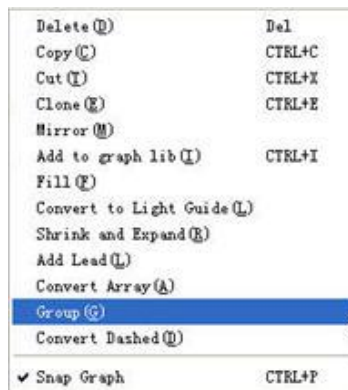 Delete(D) Del
Copy(C) CTRL+C
Cut(T) CTRL+X
Clone(E) CTRL+E
Mirror(M)
Add to graph lib(I) CTRL+I
Fill(F)
Convert to Light Guide(L)
Shrink and Expand(R)
Add Lead(L)
Convert Array(A)
Group(G)
Convert Dashed(D)
✓ Snap Graph CTRL+P